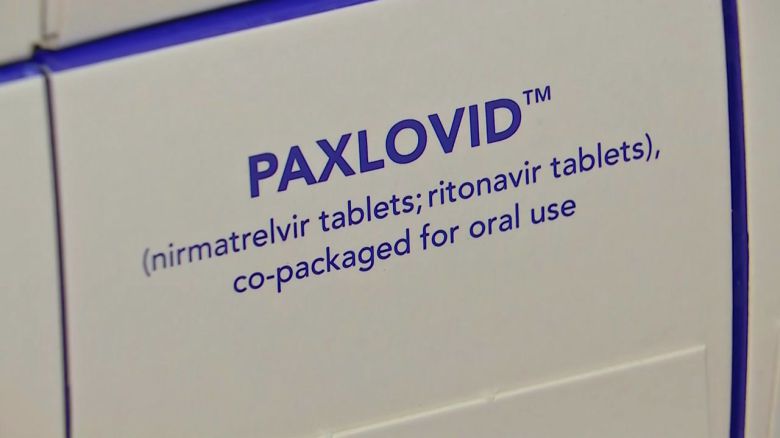 PAXLOVID™
(nirmatrelvir tablets; ritonavir tablets),
co-packaged for oral use